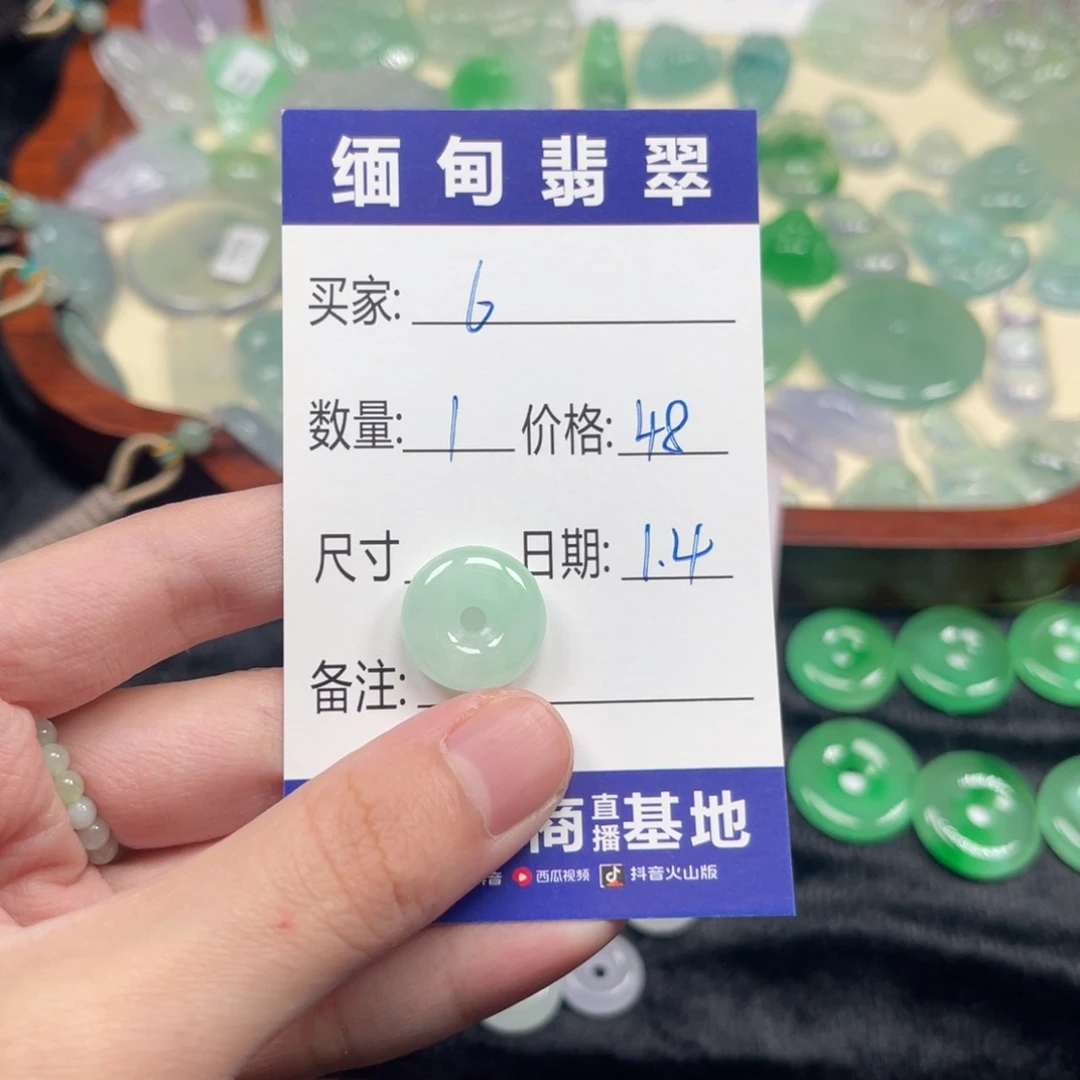 缅甸翡翠
买家: 6
数量: 1 价格: 48
尺寸 日期: 1.4
备注:
商直播基地
音 西瓜视频 抖音火山版